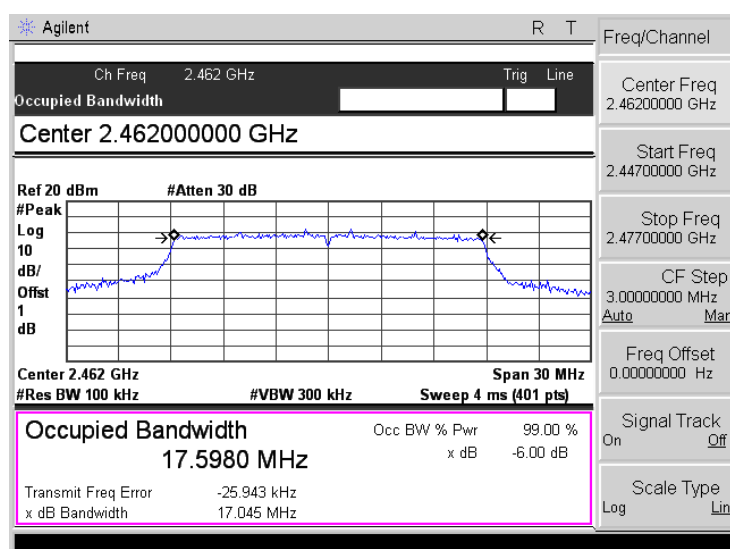 Agilent
R T
Freq/Channel
Ch Freq 2.462 GHz Trig Line
Occupied Bandwidth
Center 2.462000000 GHz
Center Freq
2.46200000 GHz
Start Freq
2.44700000 GHz
Stop Freq
2.47700000 GHz
CF Step
3.00000000 MHz
Auto Mar
Freq Offset
0.00000000 Hz
Signal Track
On Off
Scale Type
Log Lin
Ref 20 dBm #Atten 30 dB
#Peak
Log
10
dB/
Offst
1
dB
Center 2.462 GHz Span 30 MHz
#Res BW 100 kHz #VBW 300 kHz Sweep 4 ms (401 pts)
Occupied Bandwidth
17.5980 MHz
Occ BW % Pwr 99.00 %
x dB -6.00 dB
Transmit Freq Error -25.943 kHz
x dB Bandwidth 17.045 MHz